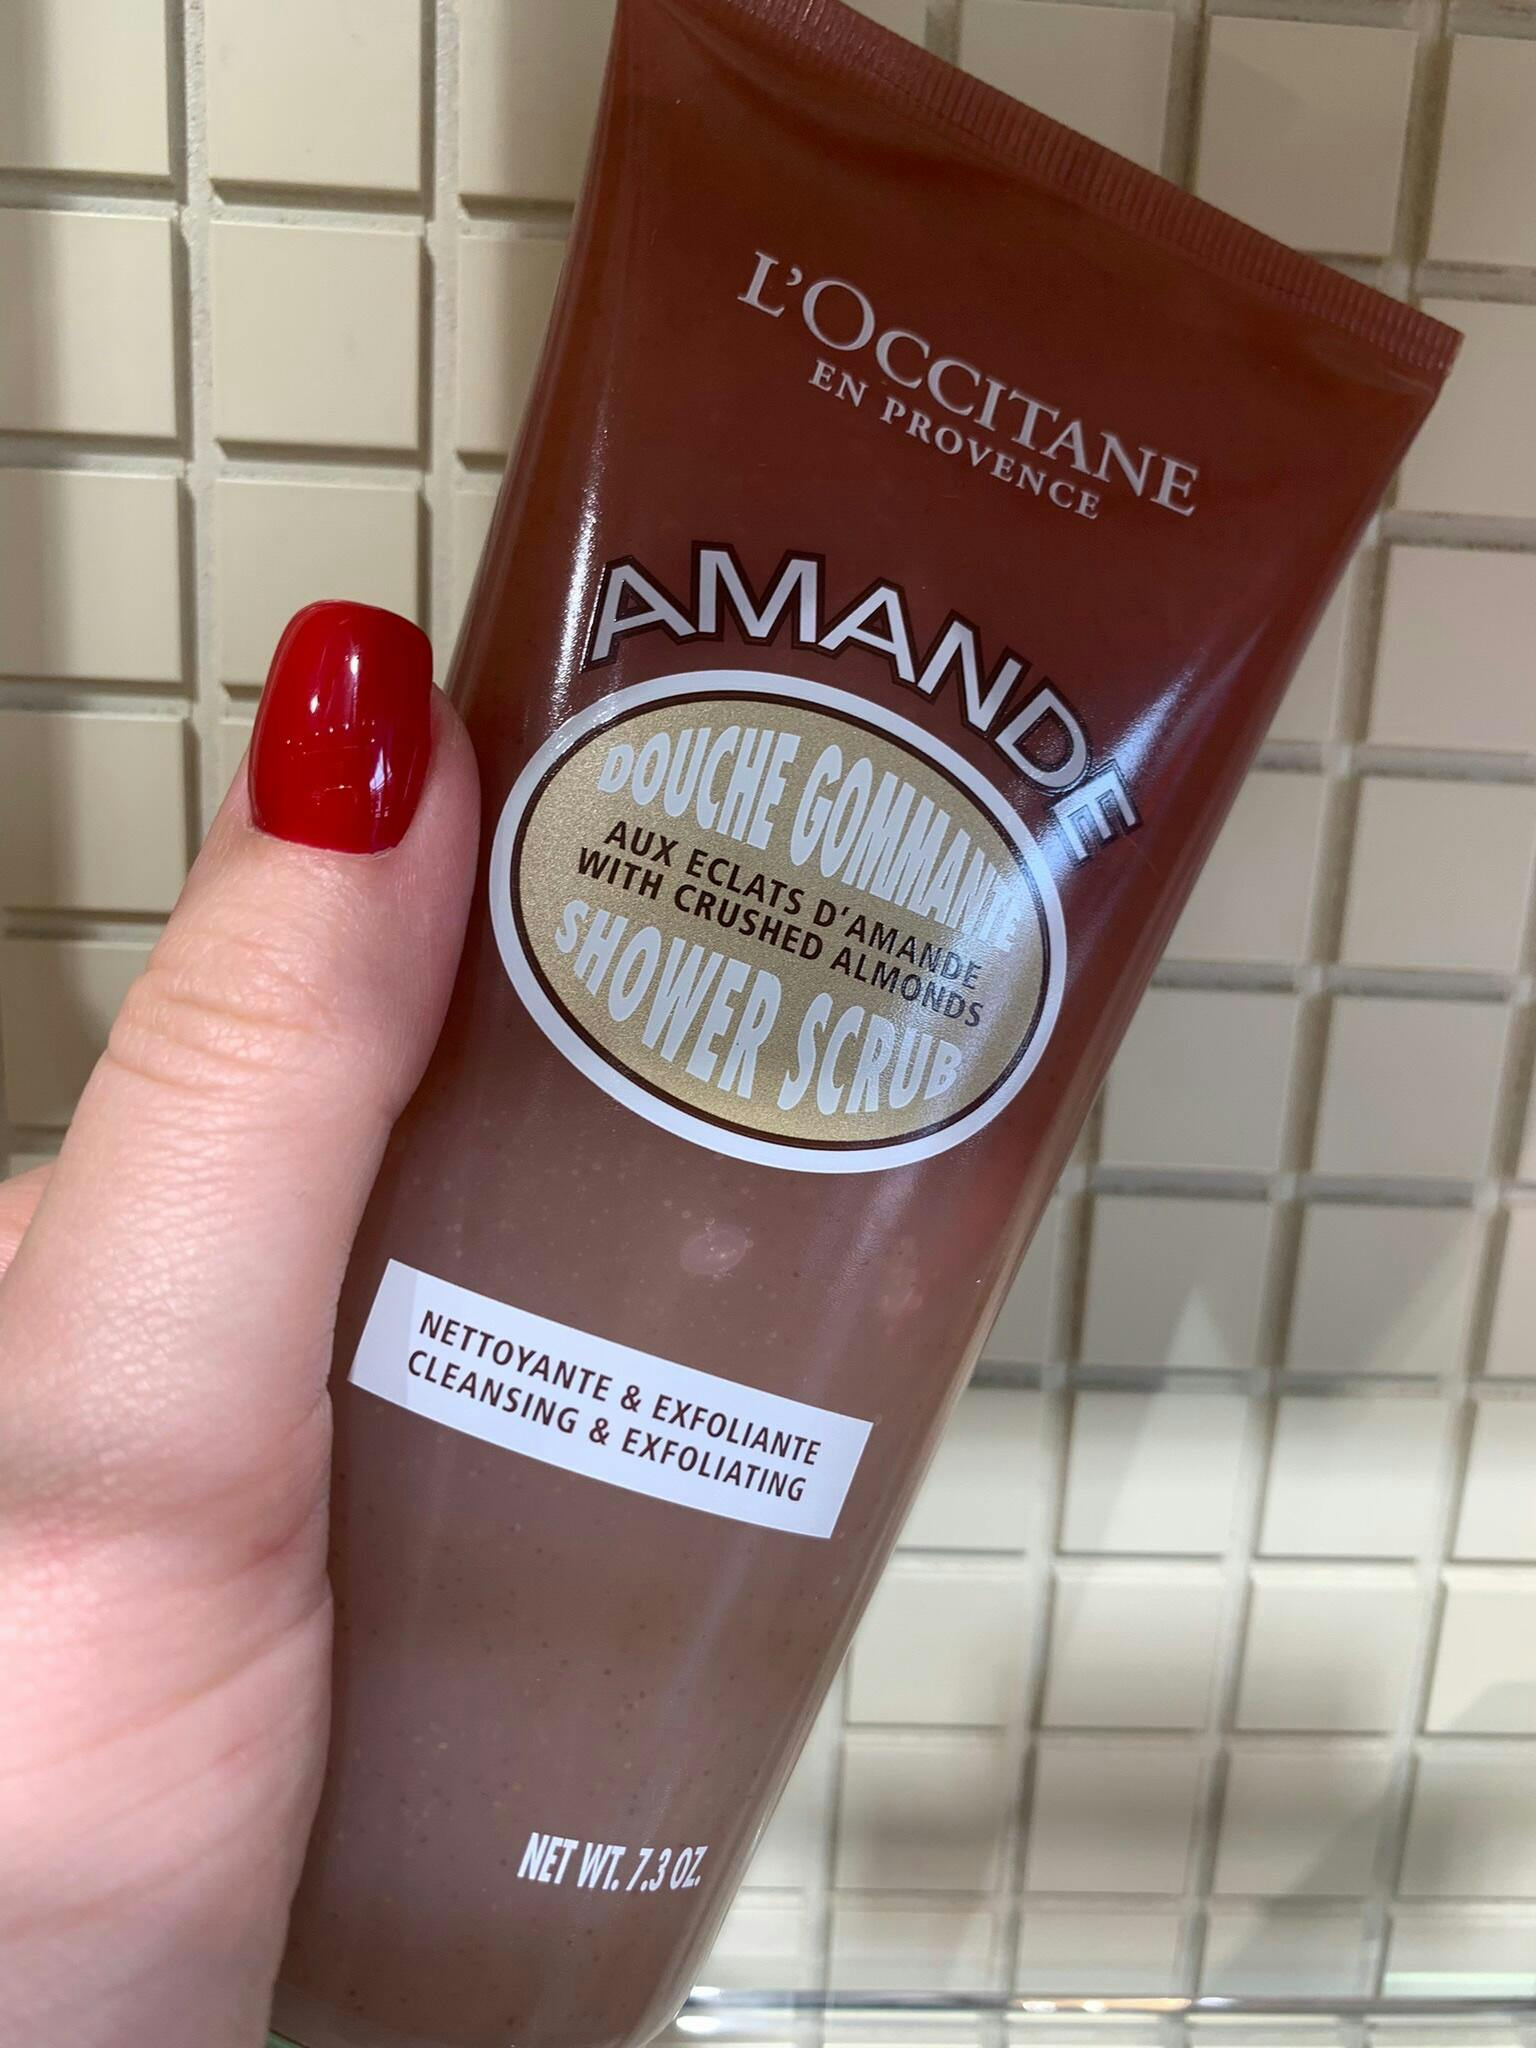 L'OCCITANE
EN PROVENCE
AMANDE
DOUCHE GOMMANTE
AUX ECLATS D'AMANDE
WITH CRUSHED ALMONDS
SHOWER SCRUB
NETTOYANTE & EXFOLIANTE
CLEANSING & EXFOLIATING
NET WT. 7.3 OZ.